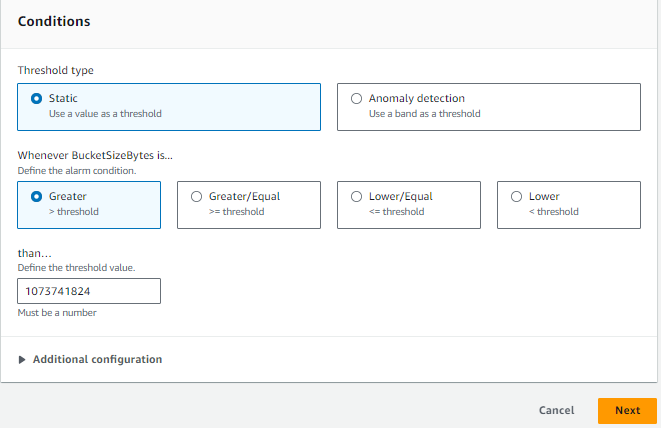 Conditions
Threshold type
Static
Use a value as a threshold
Anomaly detection
Use a band as a threshold
Whenever BucketSizeBytes is...
Define the alarm condition.
Greater
> threshold
Greater/Equal
>= threshold
Lower/Equal
<= threshold
Lower
< threshold
than...
Define the threshold value.
1073741824
Must be a number
Additional configuration
Cancel
Next